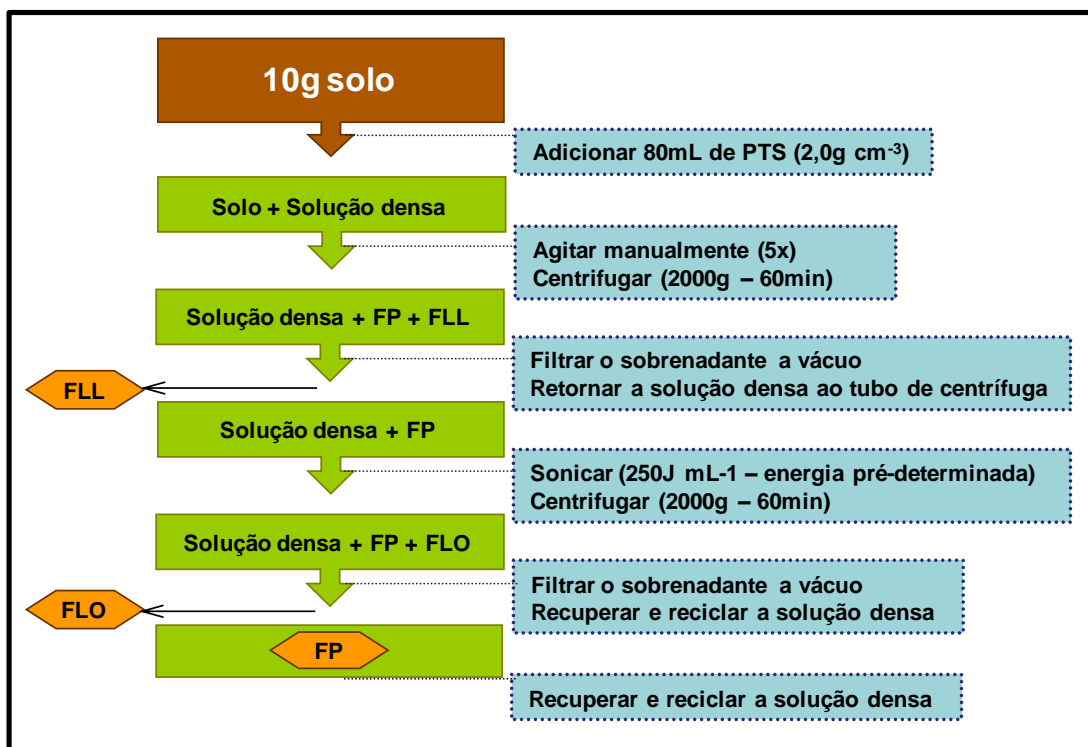 10g solo
Adicionar 80mL de PTS (2,0g cm⁻³)
Solo + Solução densa
Agitar manualmente (5x)
Centrifugar (2000g – 60min)
Solução densa + FP + FLL
Filtrar o sobrenadante a vácuo
Retornar a solução densa ao tubo de centrífuga
FLL
Solução densa + FP
Sonicar (250J mL-1 – energia pré-determinada)
Centrifugar (2000g – 60min)
Solução densa + FP + FLO
Filtrar o sobrenadante a vácuo
Recuperar e reciclar a solução densa
FLO
FP
Recuperar e reciclar a solução densa